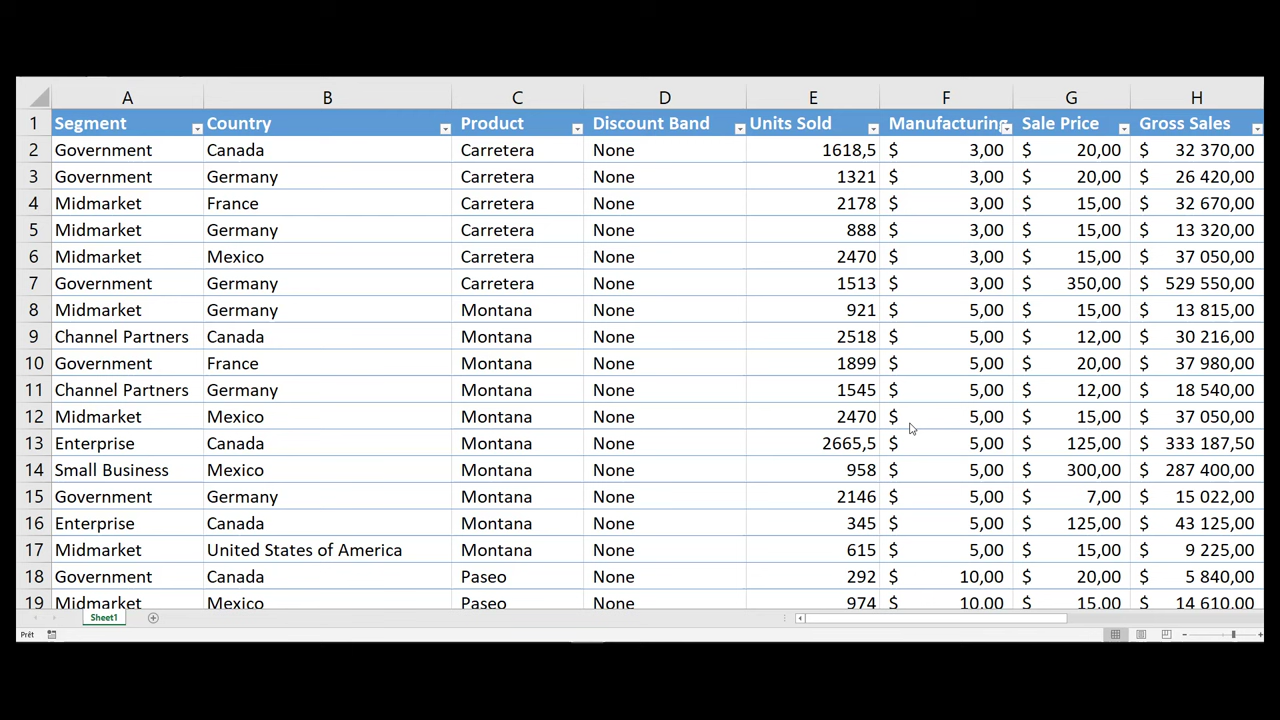 A B C D E F G H
1 Segment Country Product Discount Band Units Sold Manufacturing Sale Price Gross Sales
2 Government Canada Carretera None 1618,5 $ 3,00 $ 20,00 $ 32 370,00
3 Government Germany Carretera None 1321 $ 3,00 $ 20,00 $ 26 420,00
4 Midmarket France Carretera None 2178 $ 3,00 $ 15,00 $ 32 670,00
5 Midmarket Germany Carretera None 888 $ 3,00 $ 15,00 $ 13 320,00
6 Midmarket Mexico Carretera None 2470 $ 3,00 $ 15,00 $ 37 050,00
7 Government Germany Carretera None 1513 $ 3,00 $ 350,00 $ 529 550,00
8 Midmarket Germany Montana None 921 $ 5,00 $ 15,00 $ 13 815,00
9 Channel Partners Canada Montana None 2518 $ 5,00 $ 12,00 $ 30 216,00
10 Government France Montana None 1899 $ 5,00 $ 20,00 $ 37 980,00
11 Channel Partners Germany Montana None 1545 $ 5,00 $ 12,00 $ 18 540,00
12 Midmarket Mexico Montana None 2470 $ 5,00 $ 15,00 $ 37 050,00
13 Enterprise Canada Montana None 2665,5 $ 5,00 $ 125,00 $ 333 187,50
14 Small Business Mexico Montana None 958 $ 5,00 $ 300,00 $ 287 400,00
15 Government Germany Montana None 2146 $ 5,00 $ 7,00 $ 15 022,00
16 Enterprise Canada Montana None 345 $ 5,00 $ 125,00 $ 43 125,00
17 Midmarket United States of America Montana None 615 $ 5,00 $ 15,00 $ 9 225,00
18 Government Canada Paseo None 292 $ 10,00 $ 20,00 $ 5 840,00
19 Midmarket Mexico Paseo None 974 $ 10,00 $ 15,00 $ 14 610,00
Sheet1
Prêt